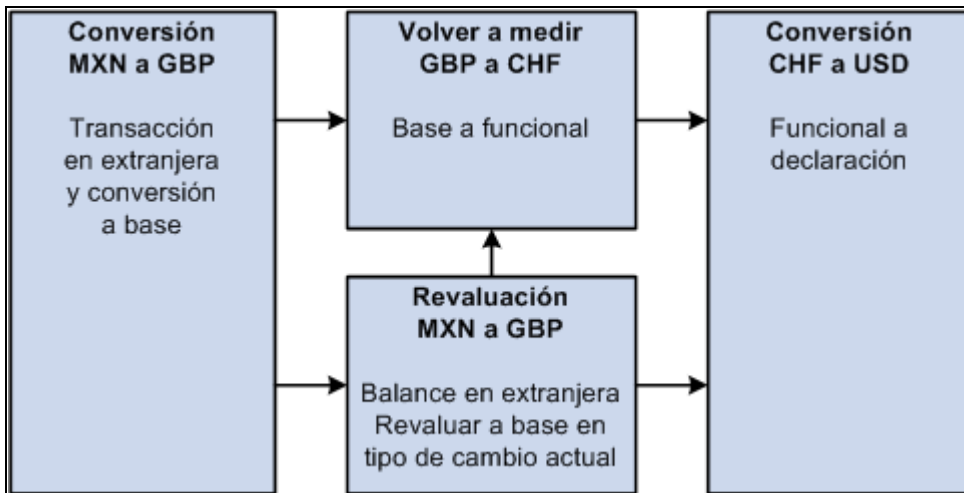 Conversión
MXN a GBP
Transacción
en extranjera
y conversión
a base
Volver a medir
GBP a CHF
Base a funcional
Revaluación
MXN a GBP
Balance en extranjera
Revaluar a base en
tipo de cambio actual
Conversión
CHF a USD
Funcional a
declaración